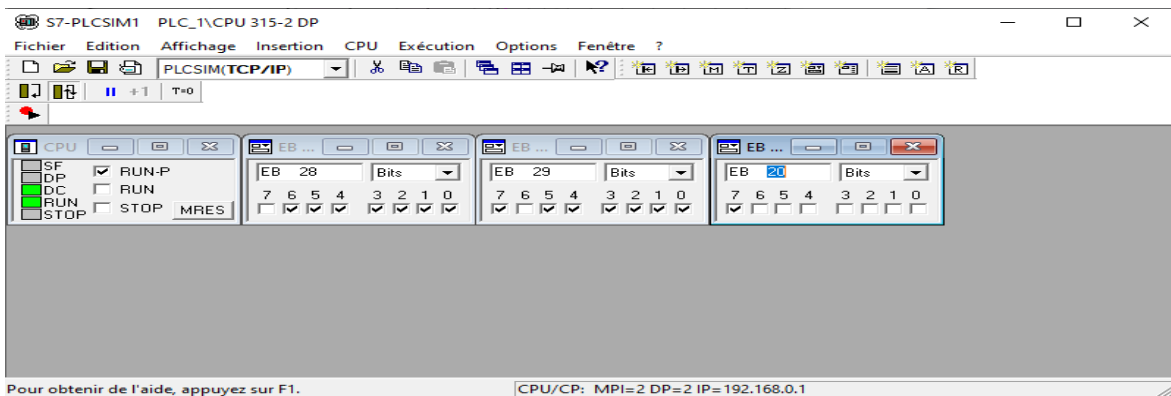 S7-PLCSIM1 PLC_1\CPU 315-2 DP
Fichier Edition Affichage Insertion CPU Exécution Options Fenêtre ?
PLCSIM(TCP/IP)
+1 T=0
CPU
SF
DP
DC
RUN
STOP
RUN-P
RUN
STOP
MRES
EB ...
EB 28 Bits
7 6 5 4 3 2 1 0
EB ...
EB 29 Bits
7 6 5 4 3 2 1 0
EB ...
EB 20 Bits
7 6 5 4 3 2 1 0
Pour obtenir de l'aide, appuyez sur F1.
CPU/CP: MPI=2 DP=2 IP=192.168.0.1